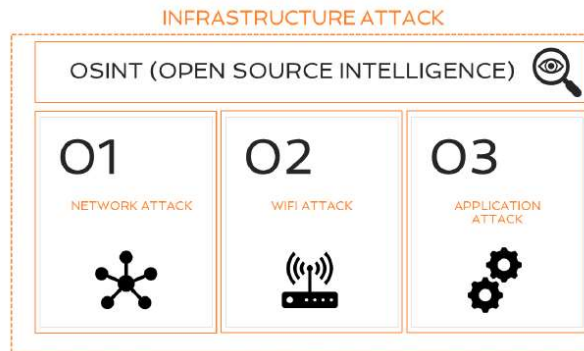 INFRASTRUCTURE ATTACK
OSINT (OPEN SOURCE INTELLIGENCE)
01
NETWORK ATTACK
02
WIFI ATTACK
03
APPLICATION
ATTACK